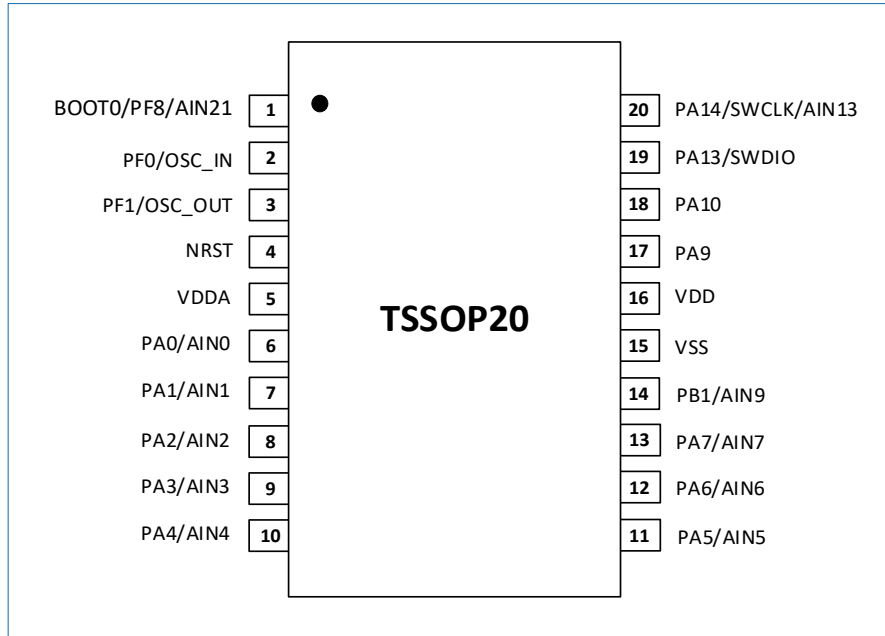 BOOT0/PF8/AIN21 1 20 PA14/SWCLK/AIN13
PF0/OSC_IN 2 19 PA13/SWDIO
PF1/OSC_OUT 3 18 PA10
NRST 4 17 PA9
VDDA 5 16 VDD
TSSOP20
PA0/AIN0 6 15 VSS
PA1/AIN1 7 14 PB1/AIN9
PA2/AIN2 8 13 PA7/AIN7
PA3/AIN3 9 12 PA6/AIN6
PA4/AIN4 10 11 PA5/AIN5